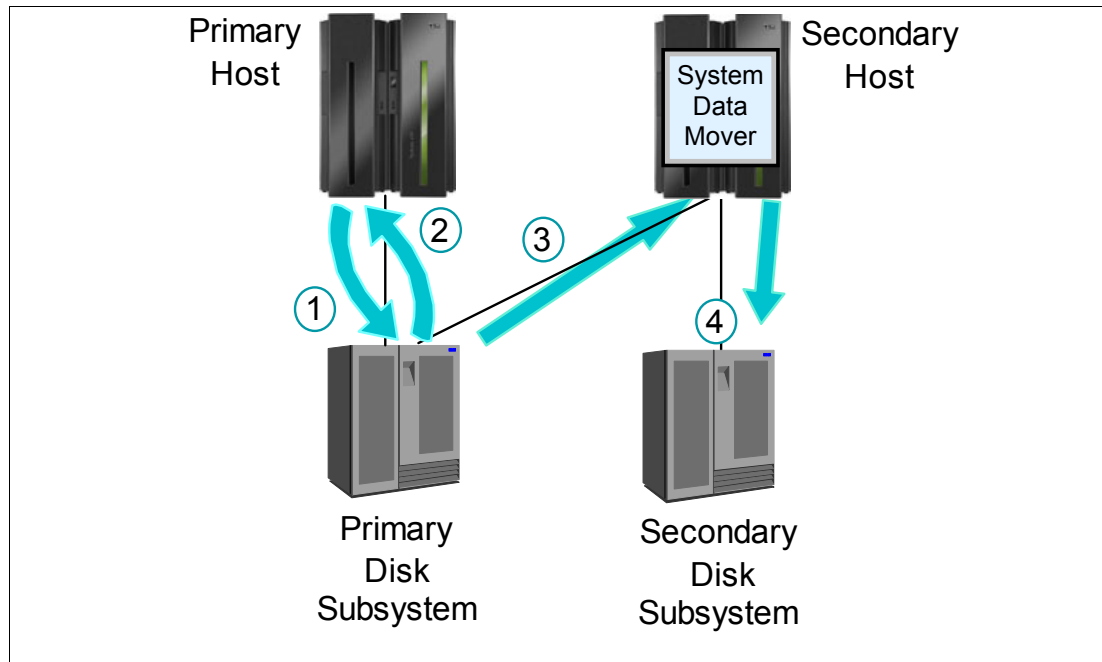 Primary
Host
Secondary
Host
System
Data
Mover
2
3
1
4
Primary
Disk
Subsystem
Secondary
Disk
Subsystem